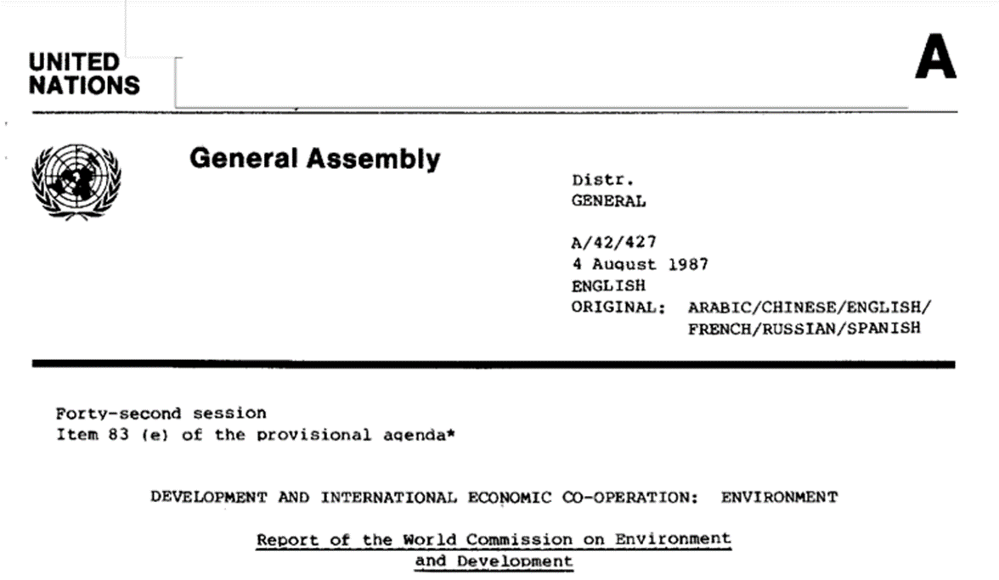 UNITED
NATIONS
A
General Assembly
Distr.
GENERAL
A/42/427
4 August 1987
ENGLISH
ORIGINAL: ARABIC/CHINESE/ENGLISH/
FRENCH/RUSSIAN/SPANISH
Forty-second session
Item 83 (e) of the provisional agenda*
DEVELOPMENT AND INTERNATIONAL ECONOMIC CO-OPERATION: ENVIRONMENT
Report of the World Commission on Environment
and Development